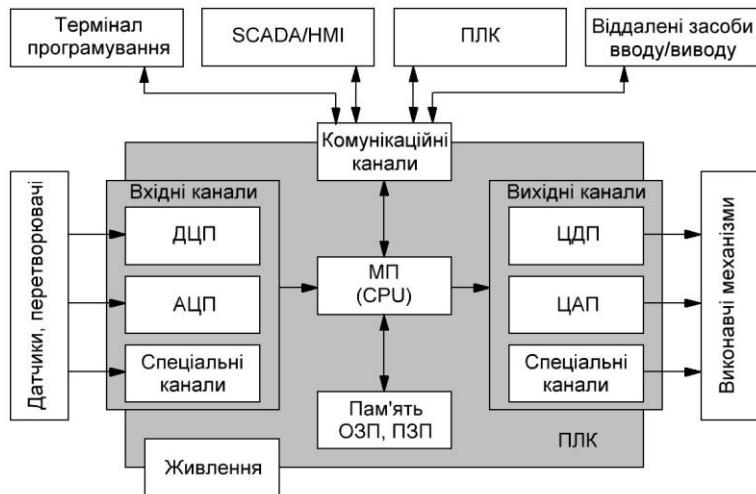 Термінал
програмування
SCADA/HMI
ПЛК
Віддалені засоби
вводу/виводу
Комунікаційні
канали
Датчики, перетворювачі
Вхідні канали
ДЦП
АЦП
Спеціальні
канали
МП
(CPU)
Пам'ять
ОЗП, ПЗП
Вихідні канали
ЦДП
ЦАП
Спеціальні
канали
Виконавчі механізми
ПЛК
Живлення